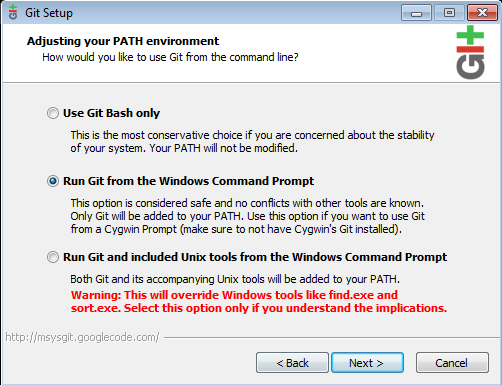 Git Setup
Adjusting your PATH environment
How would you like to use Git from the command line?
GIT
Use Git Bash only
This is the most conservative choice if you are concerned about the stability
of your system. Your PATH will not be modified.
Run Git from the Windows Command Prompt
This option is considered safe and no conflicts with other tools are known.
Only Git will be added to your PATH. Use this option if you want to use Git
from a Cygwin Prompt (make sure to not have Cygwin's Git installed).
Run Git and included Unix tools from the Windows Command Prompt
Both Git and its accompanying Unix tools will be added to your PATH.
Warning: This will override Windows tools like find.exe and
sort.exe. Select this option only if you understand the implications.
http://msysgit.googlecode.com/
< Back
Next >
Cancel